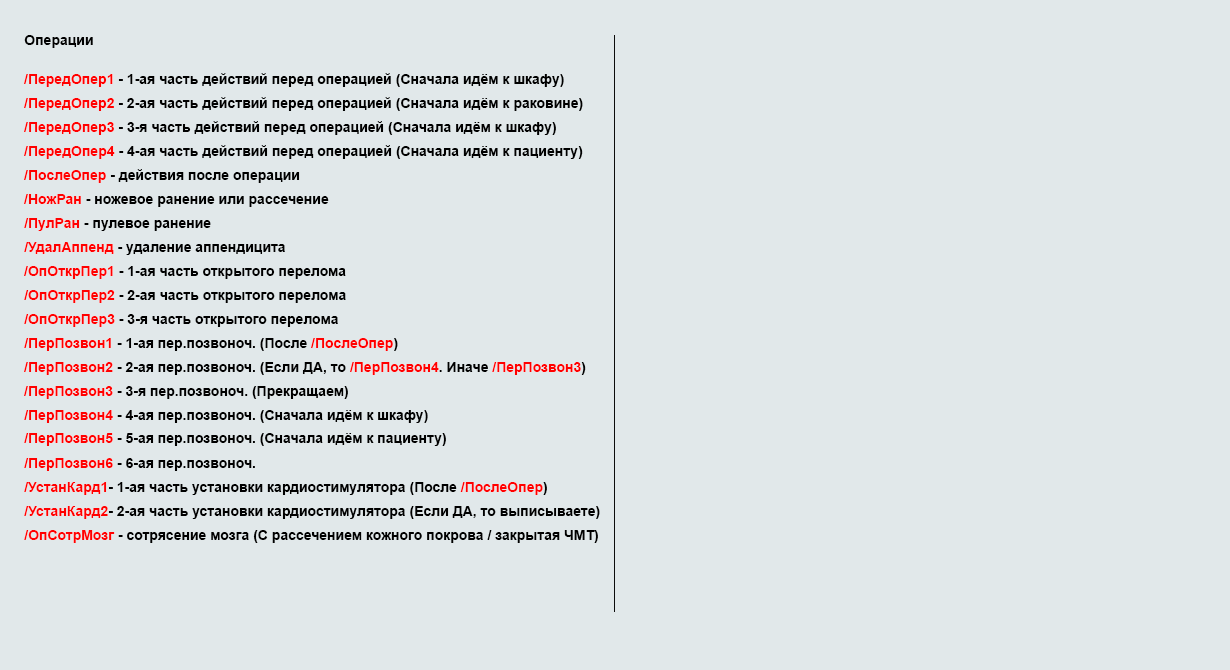 Операции
/ПередОпер1 - 1-ая часть действий перед операцией (Сначала идём к шкафу)
/ПередОпер2 - 2-ая часть действий перед операцией (Сначала идём к раковине)
/ПередОпер3 - 3-я часть действий перед операцией (Сначала идём к шкафу)
/ПередОпер4 - 4-ая часть действий перед операцией (Сначала идём к пациенту)
/ПослеОпер - действия после операции
/НожРан - ножевое ранение или рассечение
/ПулРан - пулевое ранение
/УдалАппенд - удаление аппендицита
/ОпОткрПер1 - 1-ая часть открытого перелома
/ОпОткрПер2 - 2-ая часть открытого перелома
/ОпОткрПер3 - 3-я часть открытого перелома
/ПерПозвон1 - 1-ая пер.позвоноч. (После /ПослеОпер)
/ПерПозвон2 - 2-ая пер.позвоноч. (Если ДА, то /ПерПозвон4. Иначе /ПерПозвон3)
/ПерПозвон3 - 3-я пер.позвоноч. (Прекращаем)
/ПерПозвон4 - 4-ая пер.позвоноч. (Сначала идём к шкафу)
/ПерПозвон5 - 5-ая пер.позвоноч. (Сначала идём к пациенту)
/ПерПозвон6 - 6-ая пер.позвоноч.
/УстанКард1- 1-ая часть установки кардиостимулятора (После /ПослеОпер)
/УстанКард2- 2-ая часть установки кардиостимулятора (Если ДА, то выписываете)
/ОпСотрМозг - сотрясение мозга (С рассечением кожного покрова / закрытая ЧМТ)